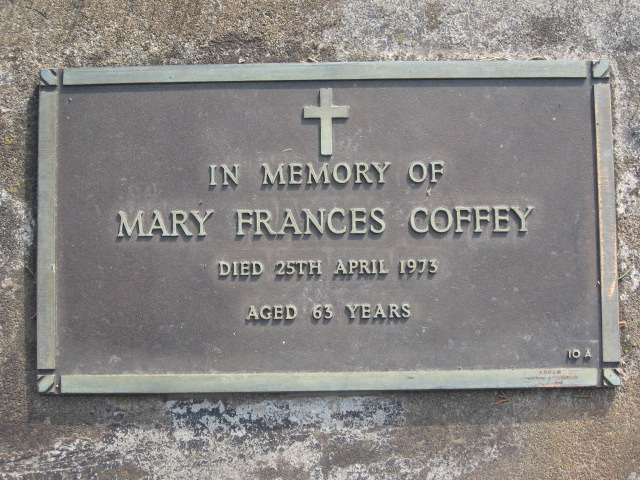 IN MEMORY OF
MARY FRANCES COFFEY
DIED 25TH APRIL 1973
AGED 63 YEARS
10 A